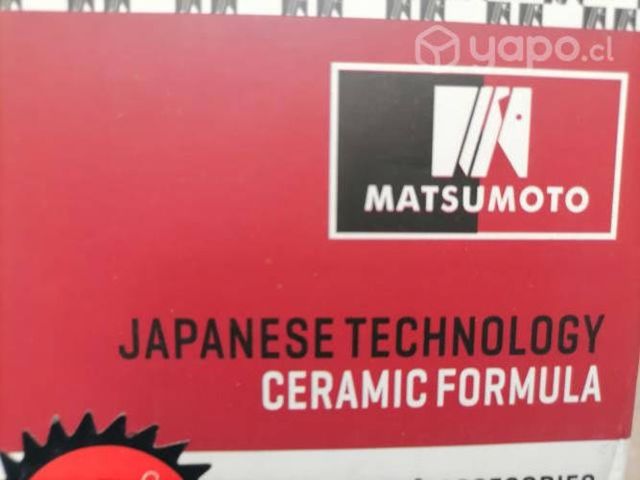 yapo.cl
MATSUMOTO
JAPANESE TECHNOLOGY
CERAMIC FORMULA